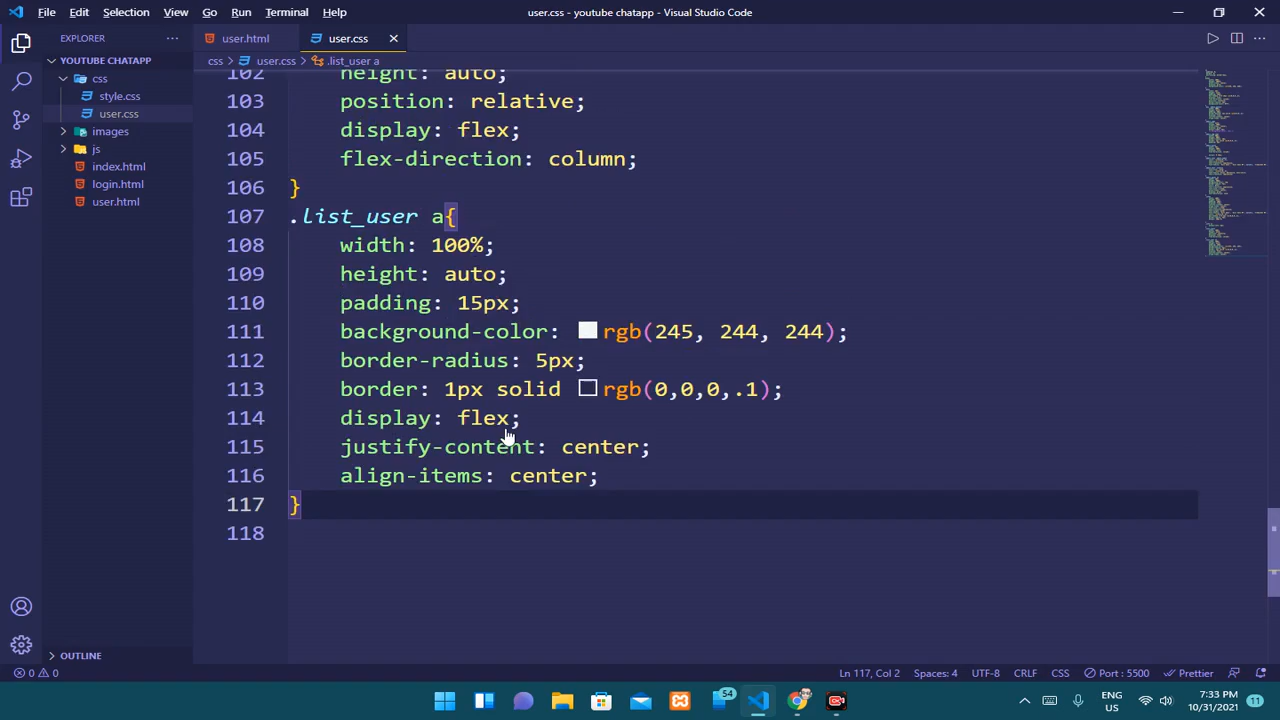 File Edit Selection View Go Run Terminal Help
user.css - youtube chatapp - Visual Studio Code
EXPLORER
user.html
user.css
YOUTUBE CHATAPP
css
style.css
user.css
images
js
index.html
login.html
user.html
OUTLINE
css > user.css > .list_user a
102 height: auto;
103 position: relative;
104 display: flex;
105 flex-direction: column;
106 }
107 .list_user a{
108 width: 100%;
109 height: auto;
110 padding: 15px;
111 background-color: rgb(245, 244, 244);
112 border-radius: 5px;
113 border: 1px solid rgb(0,0,0,.1);
114 display: flex;
115 justify-content: center;
116 align-items: center;
117 }
118
0 0
Ln 117, Col 2 Spaces: 4 UTF-8 CRLF CSS Port : 5500 Prettier
54
ENG
US
7:33 PM
10/31/2021
11